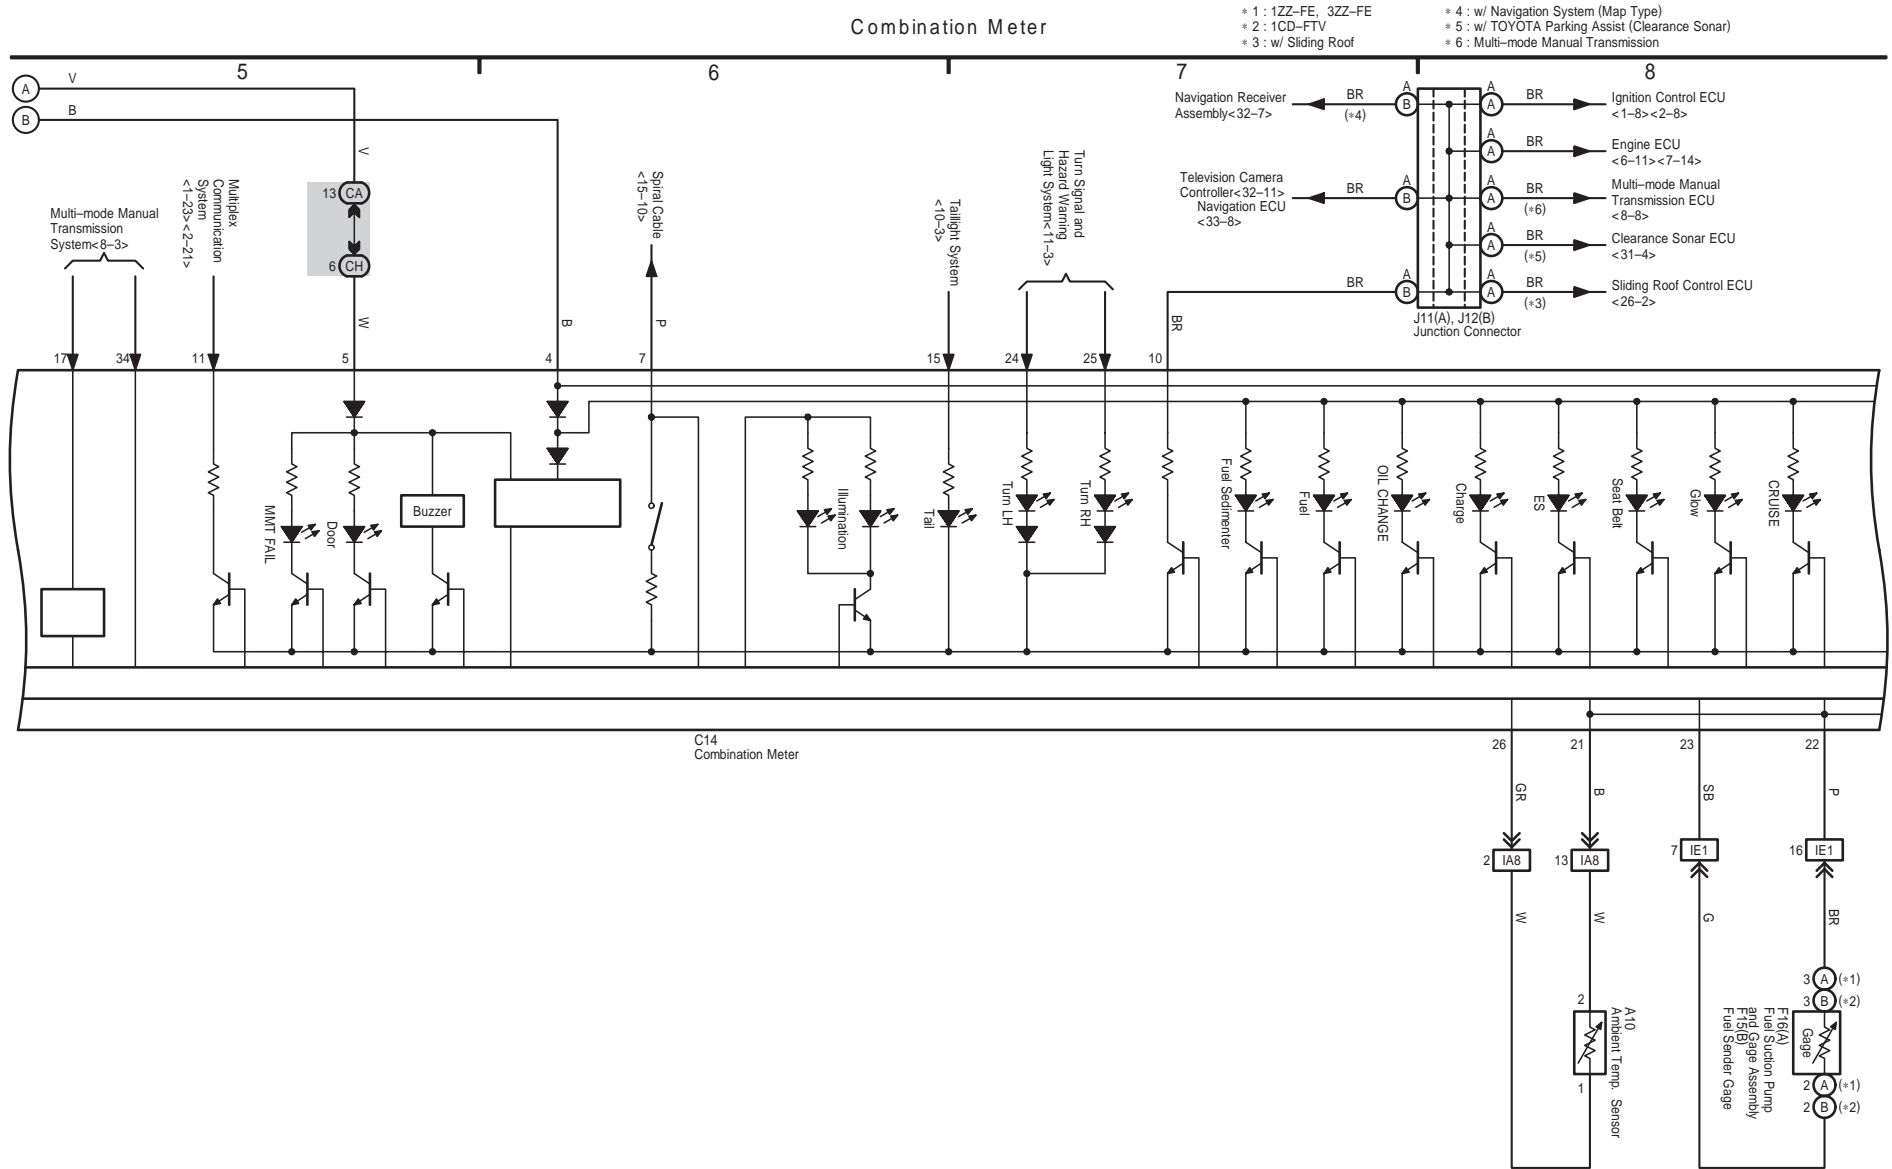 Combination Meter
∗ 1 : 1ZZ–FE, 3ZZ–FE
∗ 2 : 1CD–FTV
∗ 3 : w/ Sliding Roof
∗ 4 : w/ Navigation System (Map Type)
∗ 5 : w/ TOYOTA Parking Assist (Clearance Sonar)
∗ 6 : Multi–mode Manual Transmission
5
6
7
8
A
V
B
B
V
13 CA
6 CH
W
Multi–mode Manual
Transmission
System<8–3>
Multiplex
Communication
System
<1–23><2–21>
B
Spiral Cable
<15–10>
P
Taillight System
<10–3>
Turn Signal and
Hazard Warning
Light System<11–3>
BR
Navigation Receiver
Assembly<32–7>
BR
(∗4)
A
B
A
A
BR
Ignition Control ECU
<1–8><2–8>
A
A
BR
Engine ECU
<6–11><7–14>
Television Camera
Controller<32–11>
Navigation ECU
<33–8>
BR
A
B
A
A
BR
(∗6)
Multi–mode Manual
Transmission ECU
<8–8>
A
A
BR
(∗5)
Clearance Sonar ECU
<31–4>
BR
A
B
A
A
BR
(∗3)
Sliding Roof Control ECU
<26–2>
J11(A), J12(B)
Junction Connector
17
34
11
5
4
7
15
24
25
10
MMT FAIL
Door
Buzzer
Illumination
Tail
Turn LH
Turn RH
Fuel Sedimenter
Fuel
OIL CHANGE
Charge
ES
Seat Belt
Glow
CRUISE
C14
Combination Meter
26
21
23
22
GR
B
SB
P
2 IA8
13 IA8
7 IE1
16 IE1
W
W
G
BR
3 A (∗1)
3 B (∗2)
2
1
A10
Ambient Temp. Sensor
Gage
F16(A)
Fuel Suction Pump
and Gage Assembly
F15(B)
Fuel Sender Gage
2 A (∗1)
2 B (∗2)